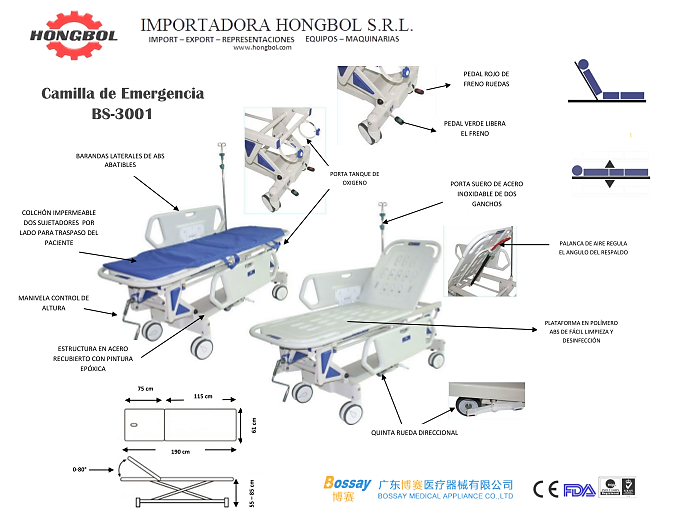 HONGBOL
IMPORTADORA HONGBOL S.R.L.
IMPORT – EXPORT – REPRESENTACIONES EQUIPOS – MAQUINARIAS
www.hongbol.com
Camilla de Emergencia
BS-3001
PEDAL ROJO DE
FRENO RUEDAS
PEDAL VERDE LIBERA
EL FRENO
BARANDAS LATERALES DE ABS
ABATIBLES
PORTA TANQUE DE
OXIGENO
PORTA SUERO DE ACERO
INOXIDABLE DE DOS
GANCHOS
COLCHÓN IMPERMEABLE
DOS SUJETADORES POR
LADO PARA TRASPASO DEL
PACIENTE
PALANCA DE AIRE REGULA
EL ANGULO DEL RESPALDO
MANIVELA CONTROL DE
ALTURA
PLATAFORMA EN POLÍMERO
ABS DE FÁCIL LIMPIEZA Y
DESINFECCIÓN
ESTRUCTURA EN ACERO
RECUBIERTO CON PINTURA
EPÓXICA
QUINTA RUEDA DIRECCIONAL
75 cm
115 cm
61 cm
190 cm
0-80°
55 – 85 cm
Bossay
博赛
广东博赛医疗器械有限公司
BOSSAY MEDICAL APPLIANCE CO.,LTD
CE FDA